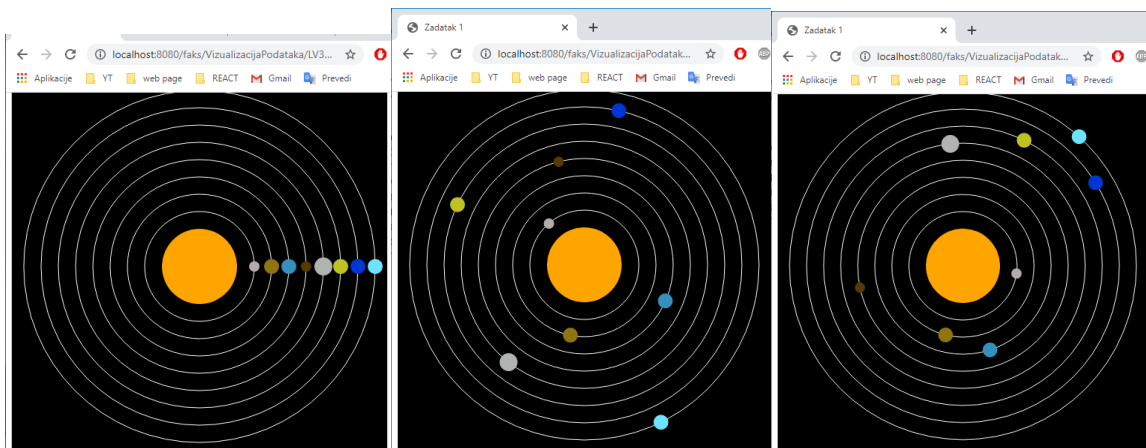 localhost:8080/faks/VizualizacijaPodataka/LV3...
Aplikacije YT web page REACT Gmail Prevedi
Zadatak 1
localhost:8080/faks/VizualizacijaPodatak...
ABP
Aplikacije YT web page REACT Gmail Prevedi
Zadatak 1
localhost:8080/faks/VizualizacijaPodatak...
Aplikacije YT web page REACT Gmail Prevedi